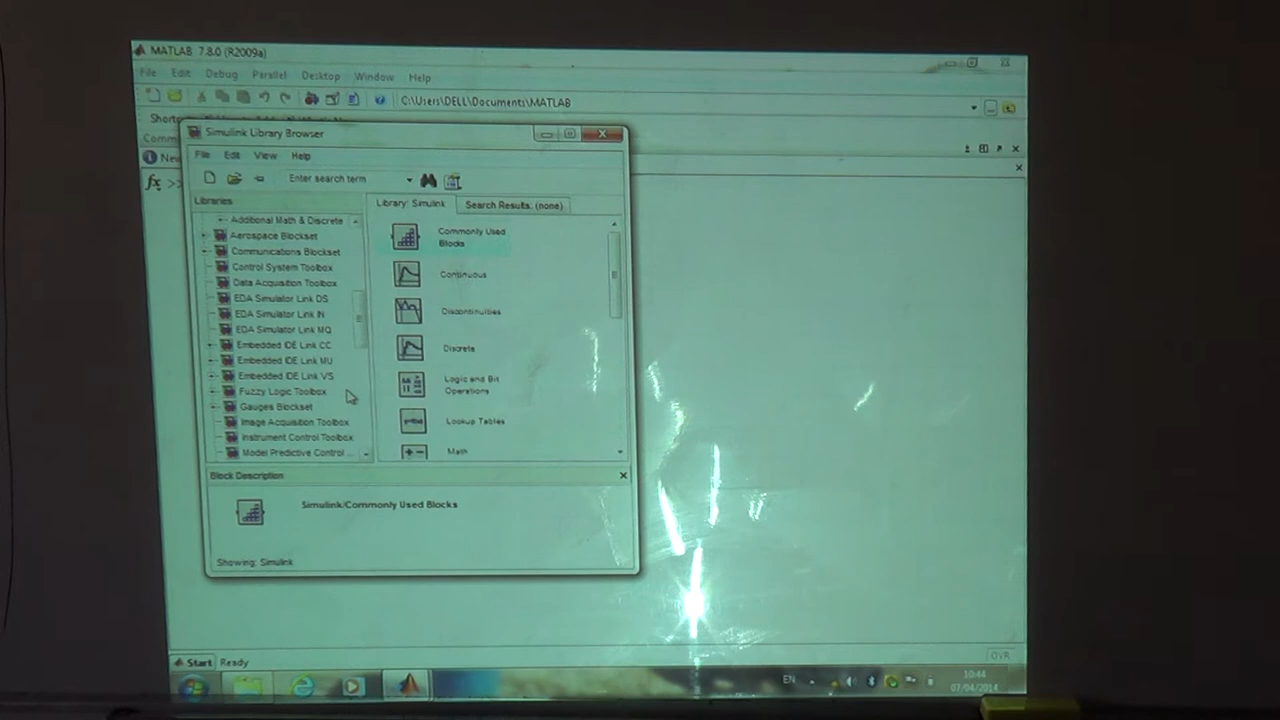 MATLAB 7.8.0 (R2009a)
File Edit Debug Parallel Desktop Window Help
C:\Users\DELL\Documents\MATLAB
Simulink Library Browser
File Edit View Help
Enter search term
fx >>
Libraries
Library: Simulink
Search Results: (none)
Additional Math & Discrete
Aerospace Blockset
Communications Blockset
Control System Toolbox
Data Acquisition Toolbox
EDA Simulator Link DS
EDA Simulator Link IN
EDA Simulator Link MQ
Embedded IDE Link CC
Embedded IDE Link MU
Embedded IDE Link VS
Fuzzy Logic Toolbox
Gauges Blockset
Image Acquisition Toolbox
Instrument Control Toolbox
Model Predictive Control ...
Commonly Used
Blocks
Continuous
Discontinuities
Discrete
Logic and Bit
Operations
Lookup Tables
Math
Block Description
Simulink/Commonly Used Blocks
Showing: Simulink
Start Ready
OVR
EN
10:44
07/04/2014